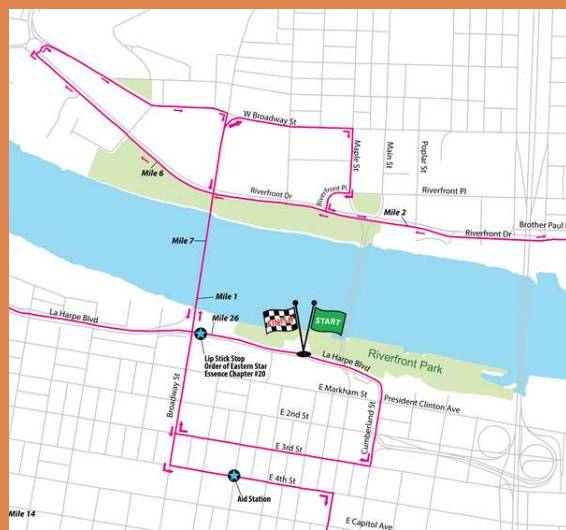 W Broadway St
Maple St
Main St
Poplar St
Mile 6
Riverfront Dr
Riverfront Pl
Riverfront Pl
Mile 2
Riverfront Dr
Brother Paul
Mile 7
Mile 1
La Harpe Blvd
Mile 26
FINISH
START
Lip Stick Stop
Order of Eastern Star
Essence Chapter #20
La Harpe Blvd
Riverfront Park
Broadway St
E Markham St
President Clinton Ave
E 2nd St
Cumberland St
E 3rd St
E 4th St
Aid Station
Mile 14
E Capitol Ave